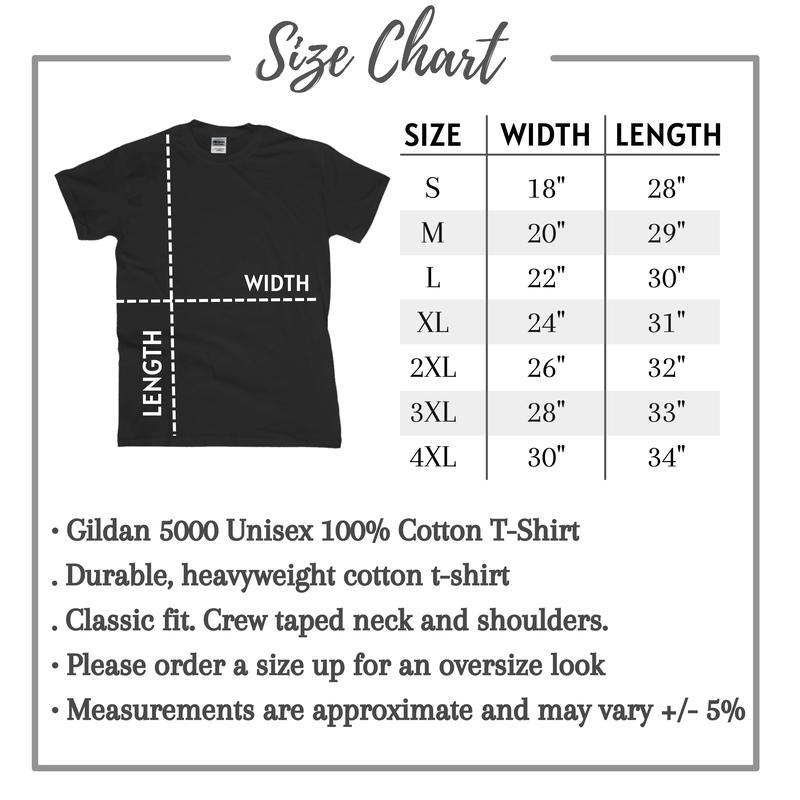 Size Chart
SIZE WIDTH LENGTH
S 18" 28"
M 20" 29"
L 22" 30"
XL 24" 31"
2XL 26" 32"
3XL 28" 33"
4XL 30" 34"
WIDTH
LENGTH
· Gildan 5000 Unisex 100% Cotton T-Shirt
. Durable, heavyweight cotton t-shirt
. Classic fit. Crew taped neck and shoulders.
· Please order a size up for an oversize look
· Measurements are approximate and may vary +/- 5%